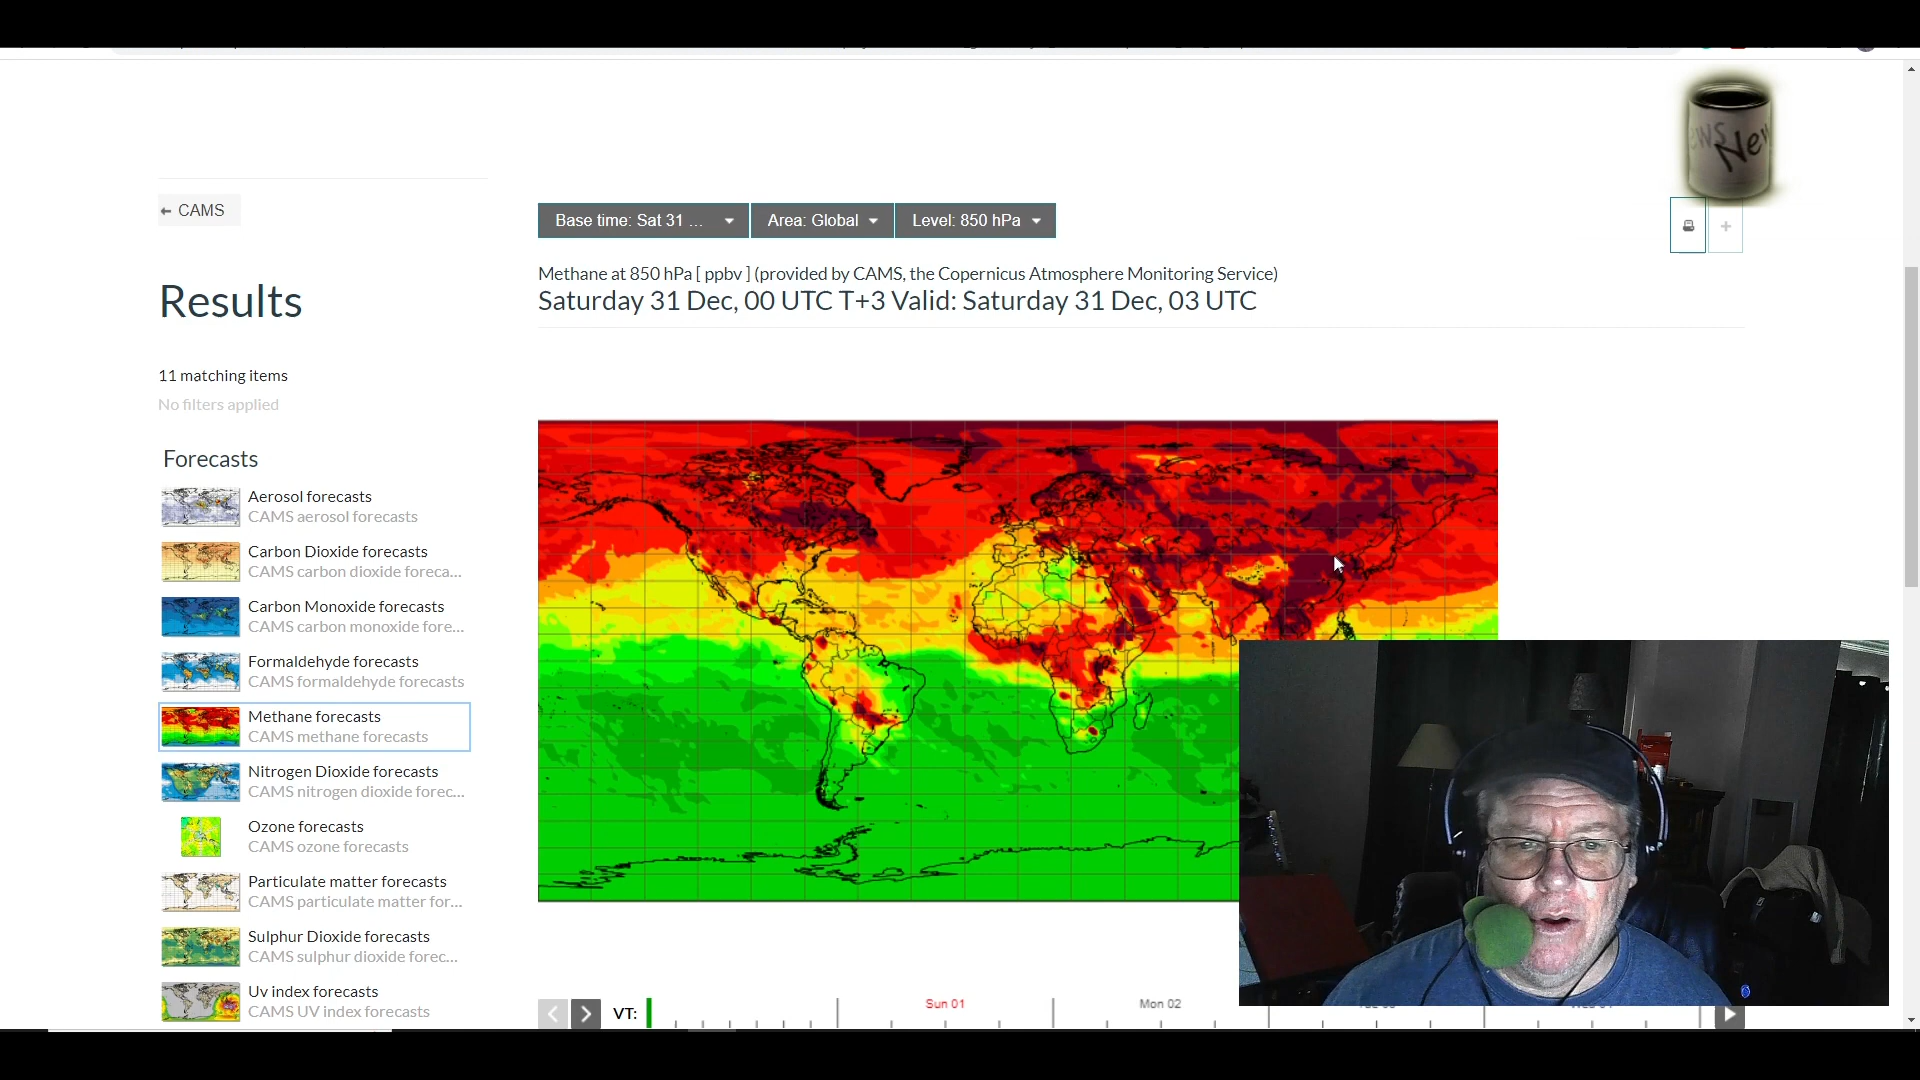 News
CAMS
Base time: Sat 31 ...
Area: Global
Level: 850 hPa
Methane at 850 hPa [ ppbv ] (provided by CAMS, the Copernicus Atmosphere Monitoring Service)
Saturday 31 Dec, 00 UTC T+3 Valid: Saturday 31 Dec, 03 UTC
Results
11 matching items
No filters applied
Forecasts
Aerosol forecasts
CAMS aerosol forecasts
Carbon Dioxide forecasts
CAMS carbon dioxide foreca...
Carbon Monoxide forecasts
CAMS carbon monoxide fore...
Formaldehyde forecasts
CAMS formaldehyde forecasts
Methane forecasts
CAMS methane forecasts
Nitrogen Dioxide forecasts
CAMS nitrogen dioxide forec...
Ozone forecasts
CAMS ozone forecasts
Particulate matter forecasts
CAMS particulate matter for...
Sulphur Dioxide forecasts
CAMS sulphur dioxide forec...
Uv index forecasts
CAMS UV index forecasts
VT:
Sun 01
Mon 02